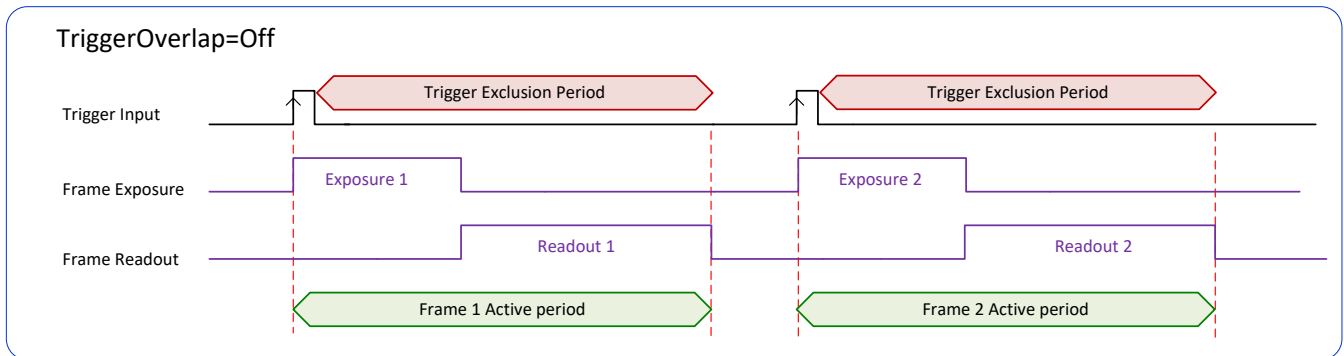 TriggerOverlap=Off
Trigger Exclusion Period Trigger Exclusion Period
Trigger Input
Frame Exposure Exposure 1 Exposure 2
Frame Readout Readout 1 Readout 2
Frame 1 Active period Frame 2 Active period